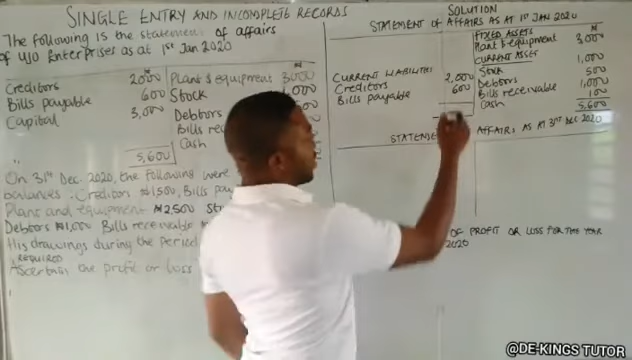 SINGLE ENTRY AND INCOMPLETE RECORDS
The following is the statement of affairs
of UJO Enterprises as at 1st Jan 2020
Creditors 2000 Plant & equipment 3000
Bills payable 600 Stock
Capital 3,000 Debtors
Bills rec
Cash
5,600
On 31st Dec. 2020, the following were
balances: Creditors ₦1,500, Bills pay
Plant and equipment ₦2,500
Debtors ₦1,000 Bills receivable
His drawings during the period
REQUIRED
Ascertain the profit or loss
SOLUTION
STATEMENT OF AFFAIRS AS AT 1ST JAN 2020
₦
FIXED ASSETS
Plant & equipment 3,000
CURRENT ASSET
Stock 1,000
Debtors 500
Bills receivable 1,000
Cash 100
5,600
CURRENT LIABILITIES
Creditors 2,000
Bills payable 600
STATEME AFFAIRS AS AT 31ST DEC 2020
OF PROFIT OR LOSS FOR THE YEAR
2020
@DE-KINGS TUTOR